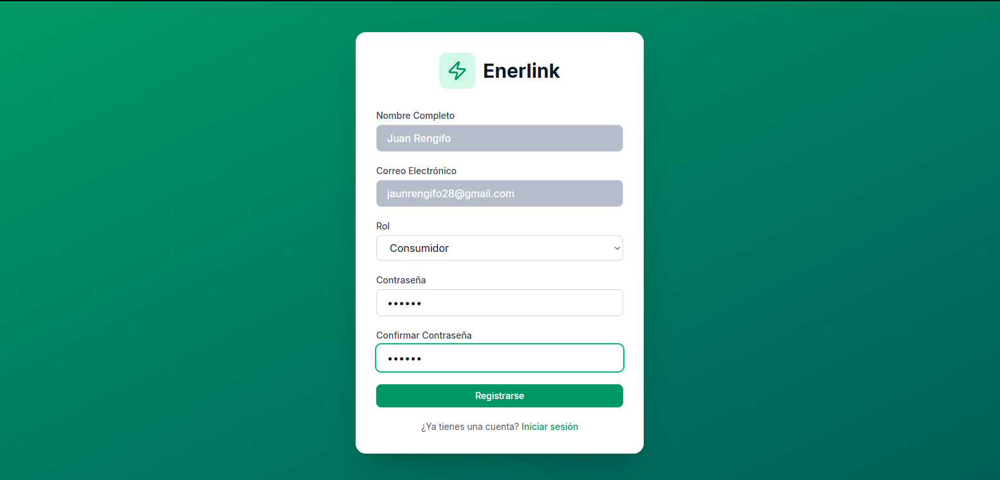 Enerlink
Nombre Completo
Juan Rengifo
Correo Electrónico
jaunrengifo28@gmail.com
Rol
Consumidor
Contraseña
••••••
Confirmar Contraseña
••••••
Registrarse
¿Ya tienes una cuenta? Iniciar sesión